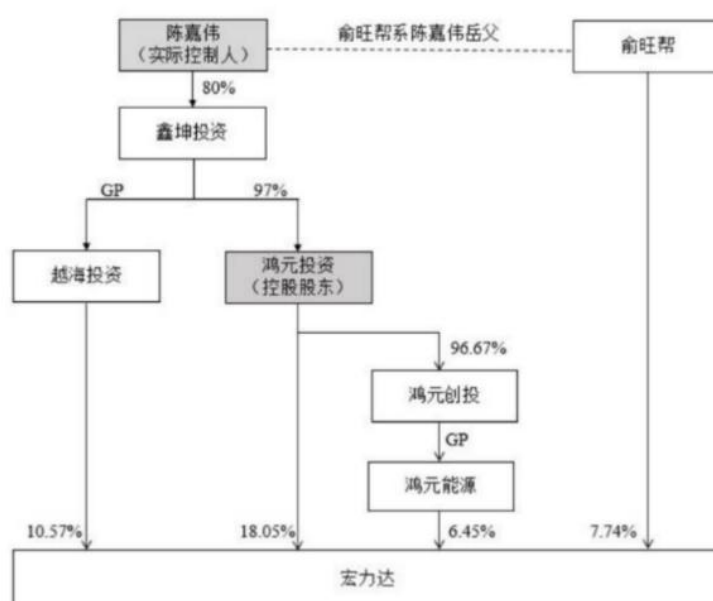 陈嘉伟
（实际控制人）
俞旺帮系陈嘉伟岳父
俞旺帮
80%
鑫坤投资
GP
97%
越海投资
鸿元投资
（控股股东）
96.67%
鸿元创投
GP
鸿元能源
10.57%
18.05%
6.45%
7.74%
宏力达